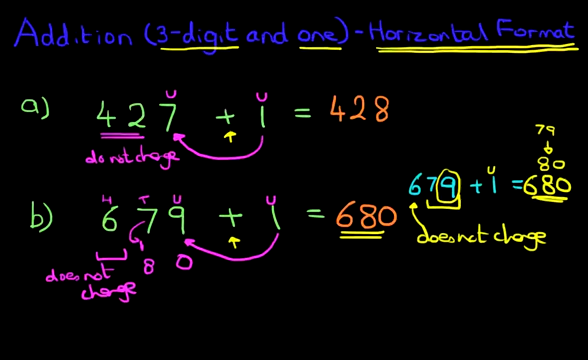 Addition (3-digit and one) - Horizontal Format
U U
a) 427 + 1 = 428
do not change
79
80
U
679 + 1 = 680
does not change
H T U U
b) 679 + 1 = 680
8 0
does not
change